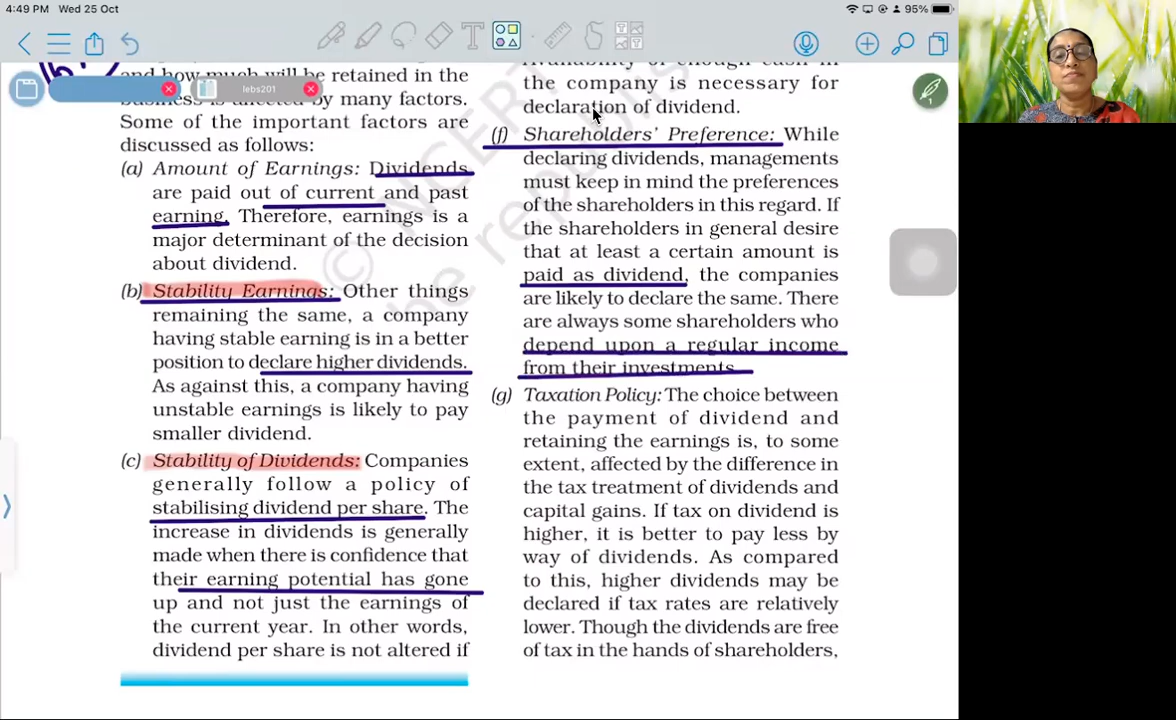 4:49 PM Wed 25 Oct
95%
lebs201
and how much will be retained in the
business is affected by many factors.
Some of the important factors are
discussed as follows:
(a) Amount of Earnings: Dividends
are paid out of current and past
earning. Therefore, earnings is a
major determinant of the decision
about dividend.
(b) Stability Earnings: Other things
remaining the same, a company
having stable earning is in a better
position to declare higher dividends.
As against this, a company having
unstable earnings is likely to pay
smaller dividend.
(c) Stability of Dividends: Companies
generally follow a policy of
stabilising dividend per share. The
increase in dividends is generally
made when there is confidence that
their earning potential has gone
up and not just the earnings of
the current year. In other words,
dividend per share is not altered if
availability of enough cash in
the company is necessary for
declaration of dividend.
(f) Shareholders' Preference: While
declaring dividends, managements
must keep in mind the preferences
of the shareholders in this regard. If
the shareholders in general desire
that at least a certain amount is
paid as dividend, the companies
are likely to declare the same. There
are always some shareholders who
depend upon a regular income
from their investments.
(g) Taxation Policy: The choice between
the payment of dividend and
retaining the earnings is, to some
extent, affected by the difference in
the tax treatment of dividends and
capital gains. If tax on dividend is
higher, it is better to pay less by
way of dividends. As compared
to this, higher dividends may be
declared if tax rates are relatively
lower. Though the dividends are free
of tax in the hands of shareholders,
© NCERT
be republis